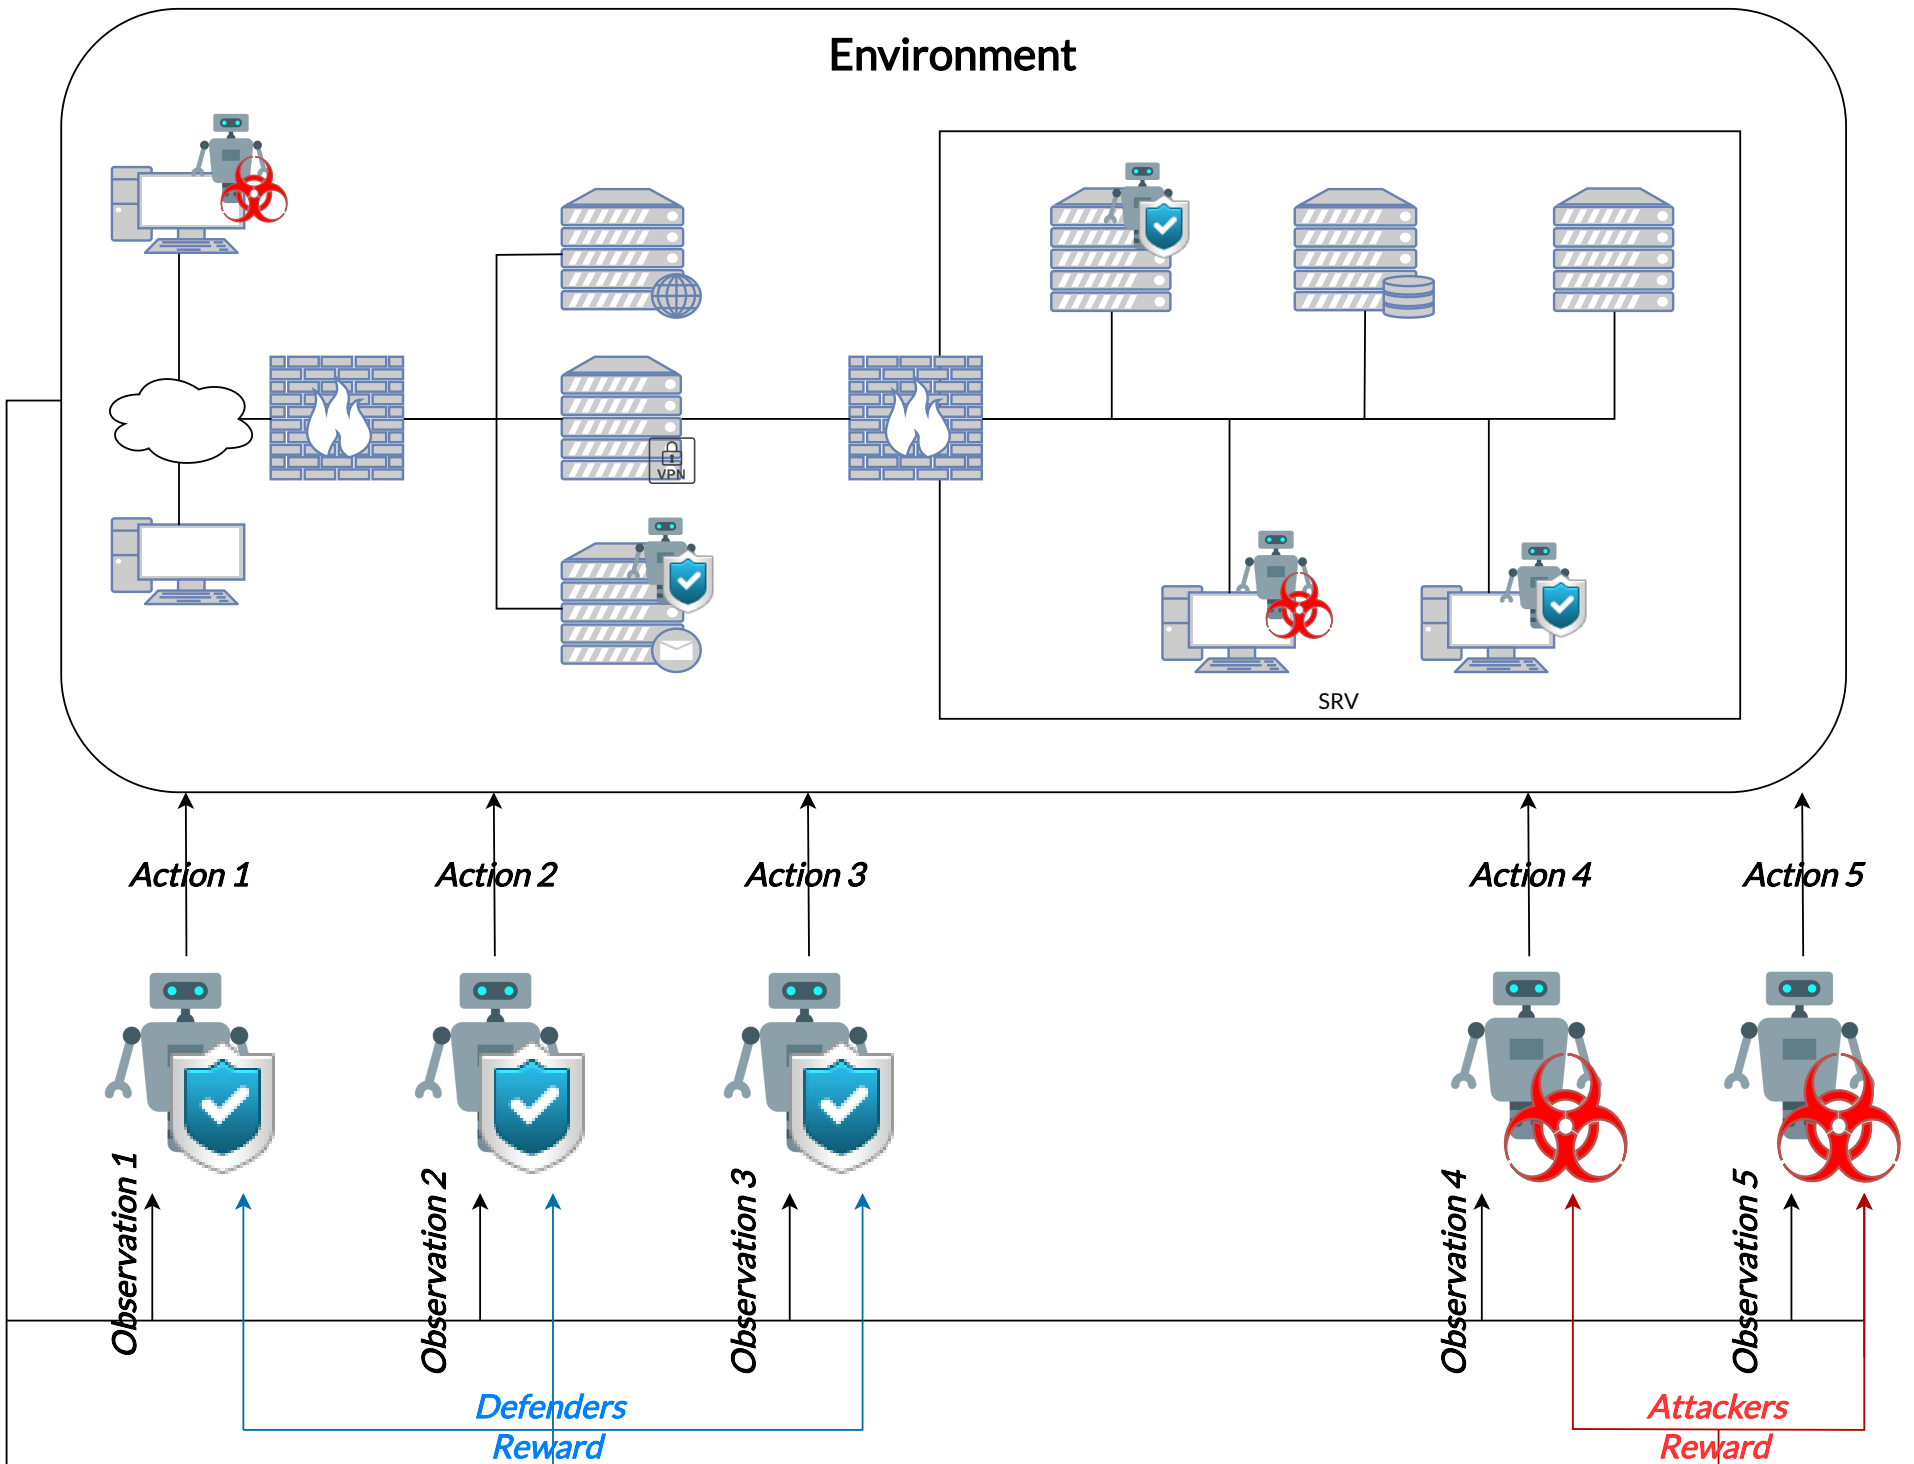 Environment
VPN
SRV
Action 1
Action 2
Action 3
Action 4
Action 5
Observation 1
Observation 2
Observation 3
Observation 4
Observation 5
Defenders
Reward
Attackers
Reward